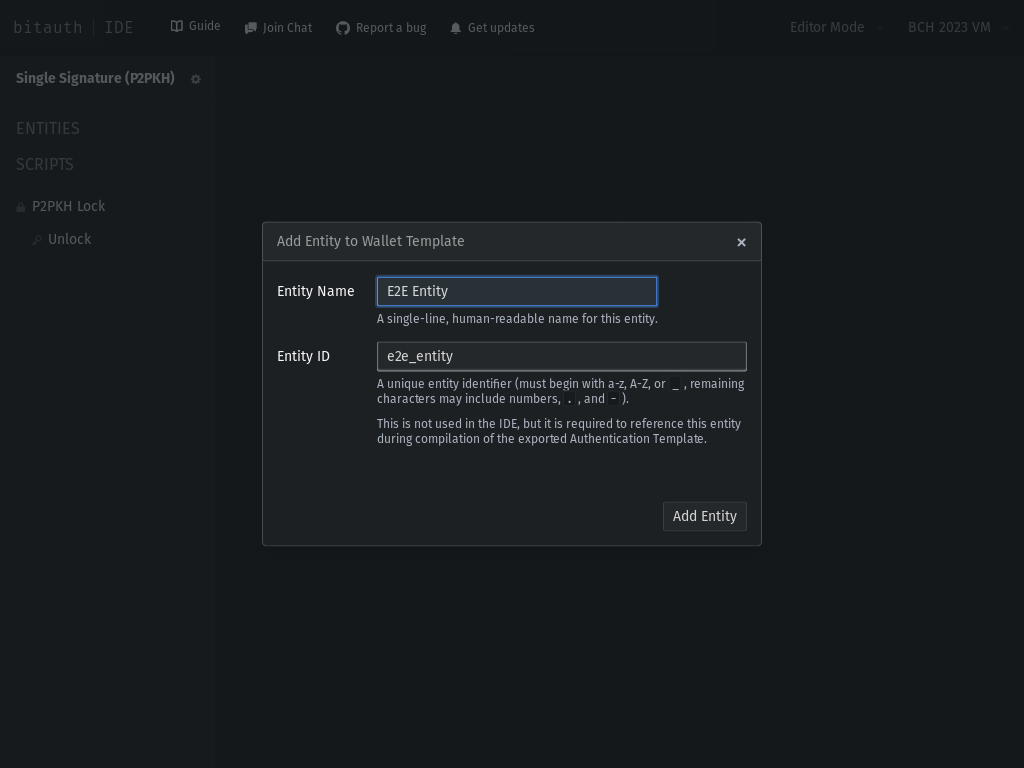 bitauth | IDE Guide Join Chat Report a bug Get updates Editor Mode BCH 2023 VM
Single Signature (P2PKH)
ENTITIES
SCRIPTS
P2PKH Lock
Unlock
Add Entity to Wallet Template
Entity Name E2E Entity
A single-line, human-readable name for this entity.
Entity ID e2e_entity
A unique entity identifier (must begin with a-z, A-Z, or _ , remaining
characters may include numbers, . , and - ).
This is not used in the IDE, but it is required to reference this entity
during compilation of the exported Authentication Template.
Add Entity